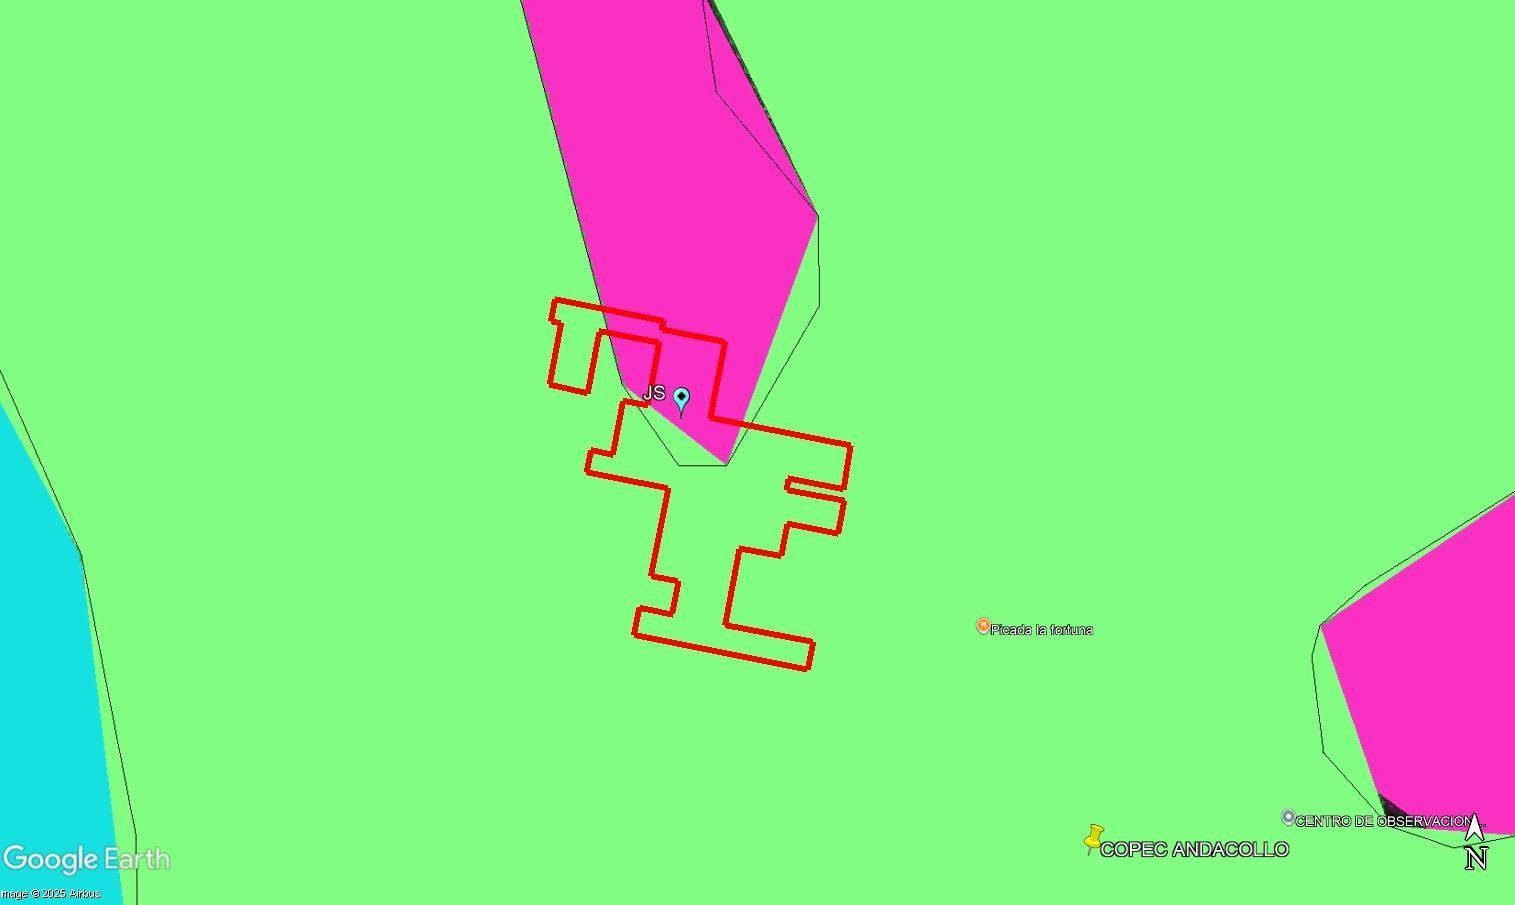 JS
Picada la fortuna
CENTRO DE OBSERVACION...
COPEC ANDACOLLO
N
Google Earth
mage © 2025 Airbus